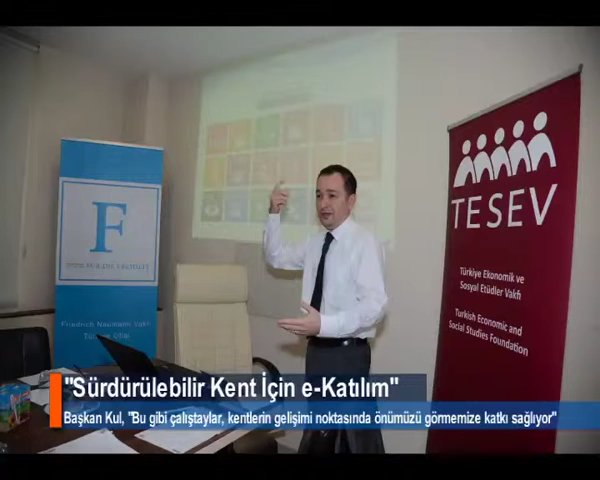 F
Friedrich Naumann Vakfı
TESEV
Türkiye Ekonomik ve
Sosyal Etüdler Vakfı
Turkish Economic and
Social Studies Foundation
"Sürdürülebilir Kent İçin e-Katılım"
Başkan Kul, "Bu gibi çalıştaylar, kentlerin gelişimi noktasında önümüzü görmemize katkı sağlıyor"